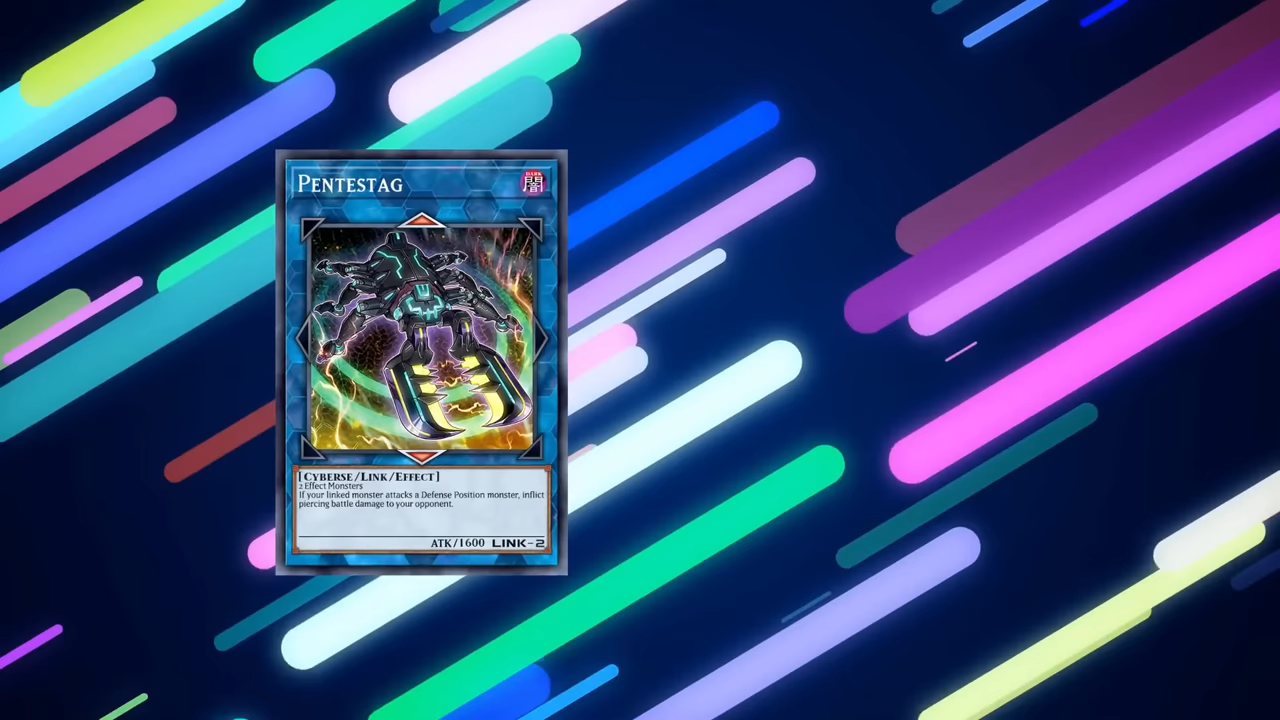 PENTESTAG
DARK
闇
[CYBERSE/LINK/EFFECT]
2 Effect Monsters
If your linked monster attacks a Defense Position monster, inflict
piercing battle damage to your opponent.
ATK/1600 LINK-2